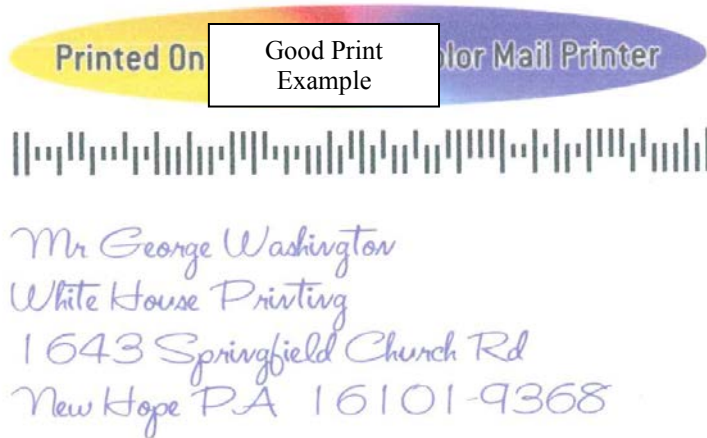 Printed On
Good Print
Example
olor Mail Printer
Mr George Washington
White House Printing
1643 Springfield Church Rd
New Hope PA 16101-9368